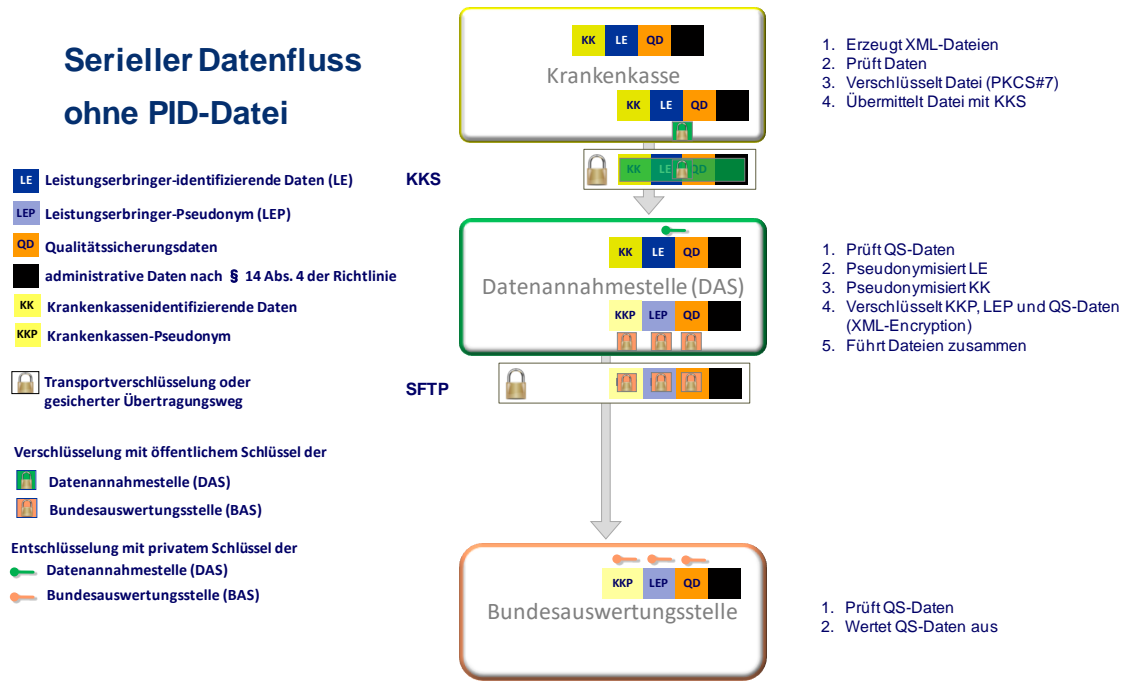 Serieller Datenfluss
ohne PID-Datei
KK LE QD
Krankenkasse
KK LE QD
1. Erzeugt XML-Dateien
2. Prüft Daten
3. Verschlüsselt Datei (PKCS#7)
4. Übermittelt Datei mit KKS
KKS
KK LE QD
LE Leistungserbringer-identifizierende Daten (LE)
LEP Leistungserbringer-Pseudonym (LEP)
QD Qualitätssicherungsdaten
administrative Daten nach § 14 Abs. 4 der Richtlinie
KK Krankenkassenidentifizierende Daten
KKP Krankenkassen-Pseudonym
Transportverschlüsselung oder
gesicherter Übertragungsweg
KK LE QD
Datenannahmestelle (DAS)
KKP LEP QD
1. Prüft QS-Daten
2. Pseudonymisiert LE
3. Pseudonymisiert KK
4. Verschlüsselt KKP, LEP und QS-Daten
(XML-Encryption)
5. Führt Dateien zusammen
SFTP
Verschlüsselung mit öffentlichem Schlüssel der
Datenannahmestelle (DAS)
Bundesauswertungsstelle (BAS)
Entschlüsselung mit privatem Schlüssel der
Datenannahmestelle (DAS)
Bundesauswertungsstelle (BAS)
KKP LEP QD
Bundesauswertungsstelle
1. Prüft QS-Daten
2. Wertet QS-Daten aus